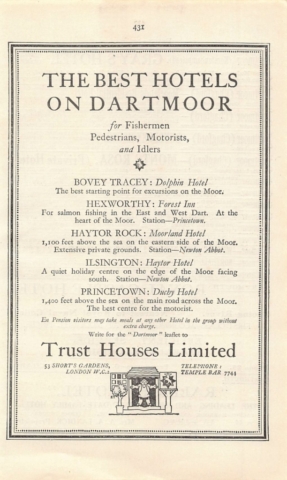 431
THE BEST HOTELS
ON DARTMOOR
for Fishermen
Pedestrians, Motorists,
and Idlers
BOVEY TRACEY: Dolphin Hotel
The best starting point for excursions on the Moor.
HEXWORTHY: Forest Inn
For salmon fishing in the East and West Dart. At the
heart of the Moor. Station—Princetown.
HAYTOR ROCK: Moorland Hotel
1,100 feet above the sea on the eastern side of the Moor.
Extensive private grounds. Station—Newton Abbot.
ILSINGTON: Haytor Hotel
A quiet holiday centre on the edge of the Moor facing
south. Station—Newton Abbot.
PRINCETOWN: Duchy Hotel
1,400 feet above the sea on the main road across the Moor.
The best centre for the motorist.
En Pension visitors may take meals at any other Hotel in the group without
extra charge.
Write for the "Dartmoor" leaflet to
Trust Houses Limited
53 SHORT'S GARDENS,
LONDON W.C.2
TELEPHONE:
TEMPLE BAR 7744